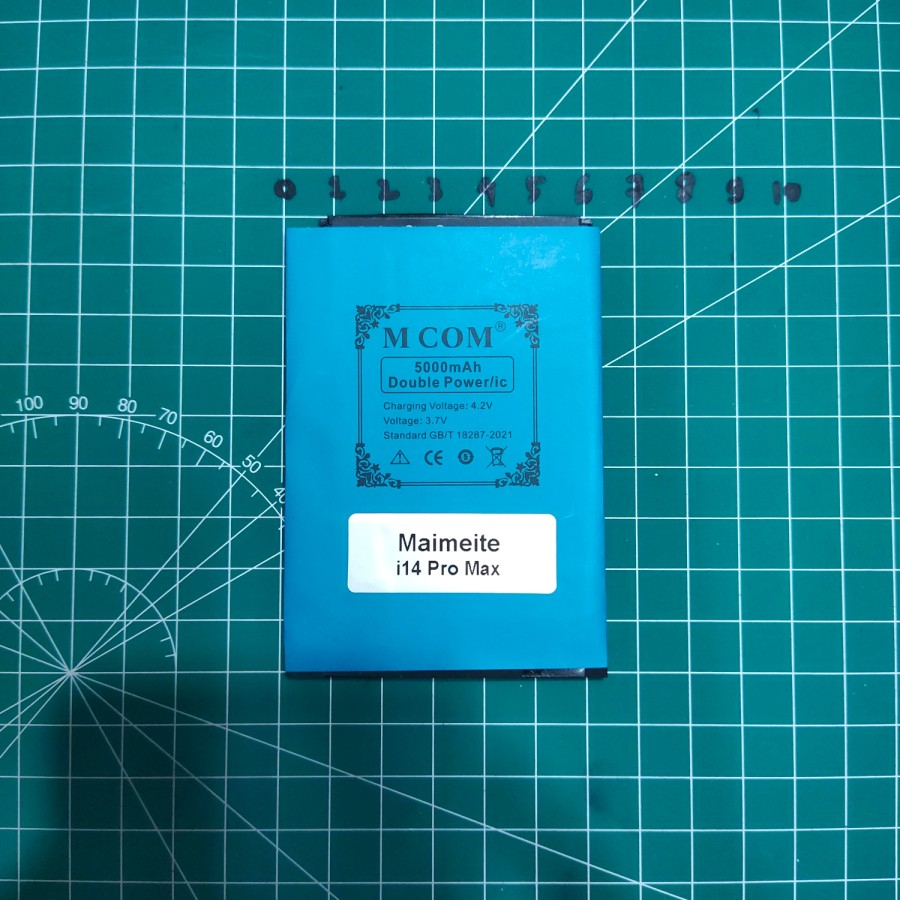 0 1 2 3 4 5 6 7 8 9 10
M COM®
5000mAh
Double Power/ic
Charging Voltage: 4.2V
Voltage: 3.7V
Standard GB/T 18287-2021
CE 5
100 90 80 70 60 50 40
Maimeite
i14 Pro Max